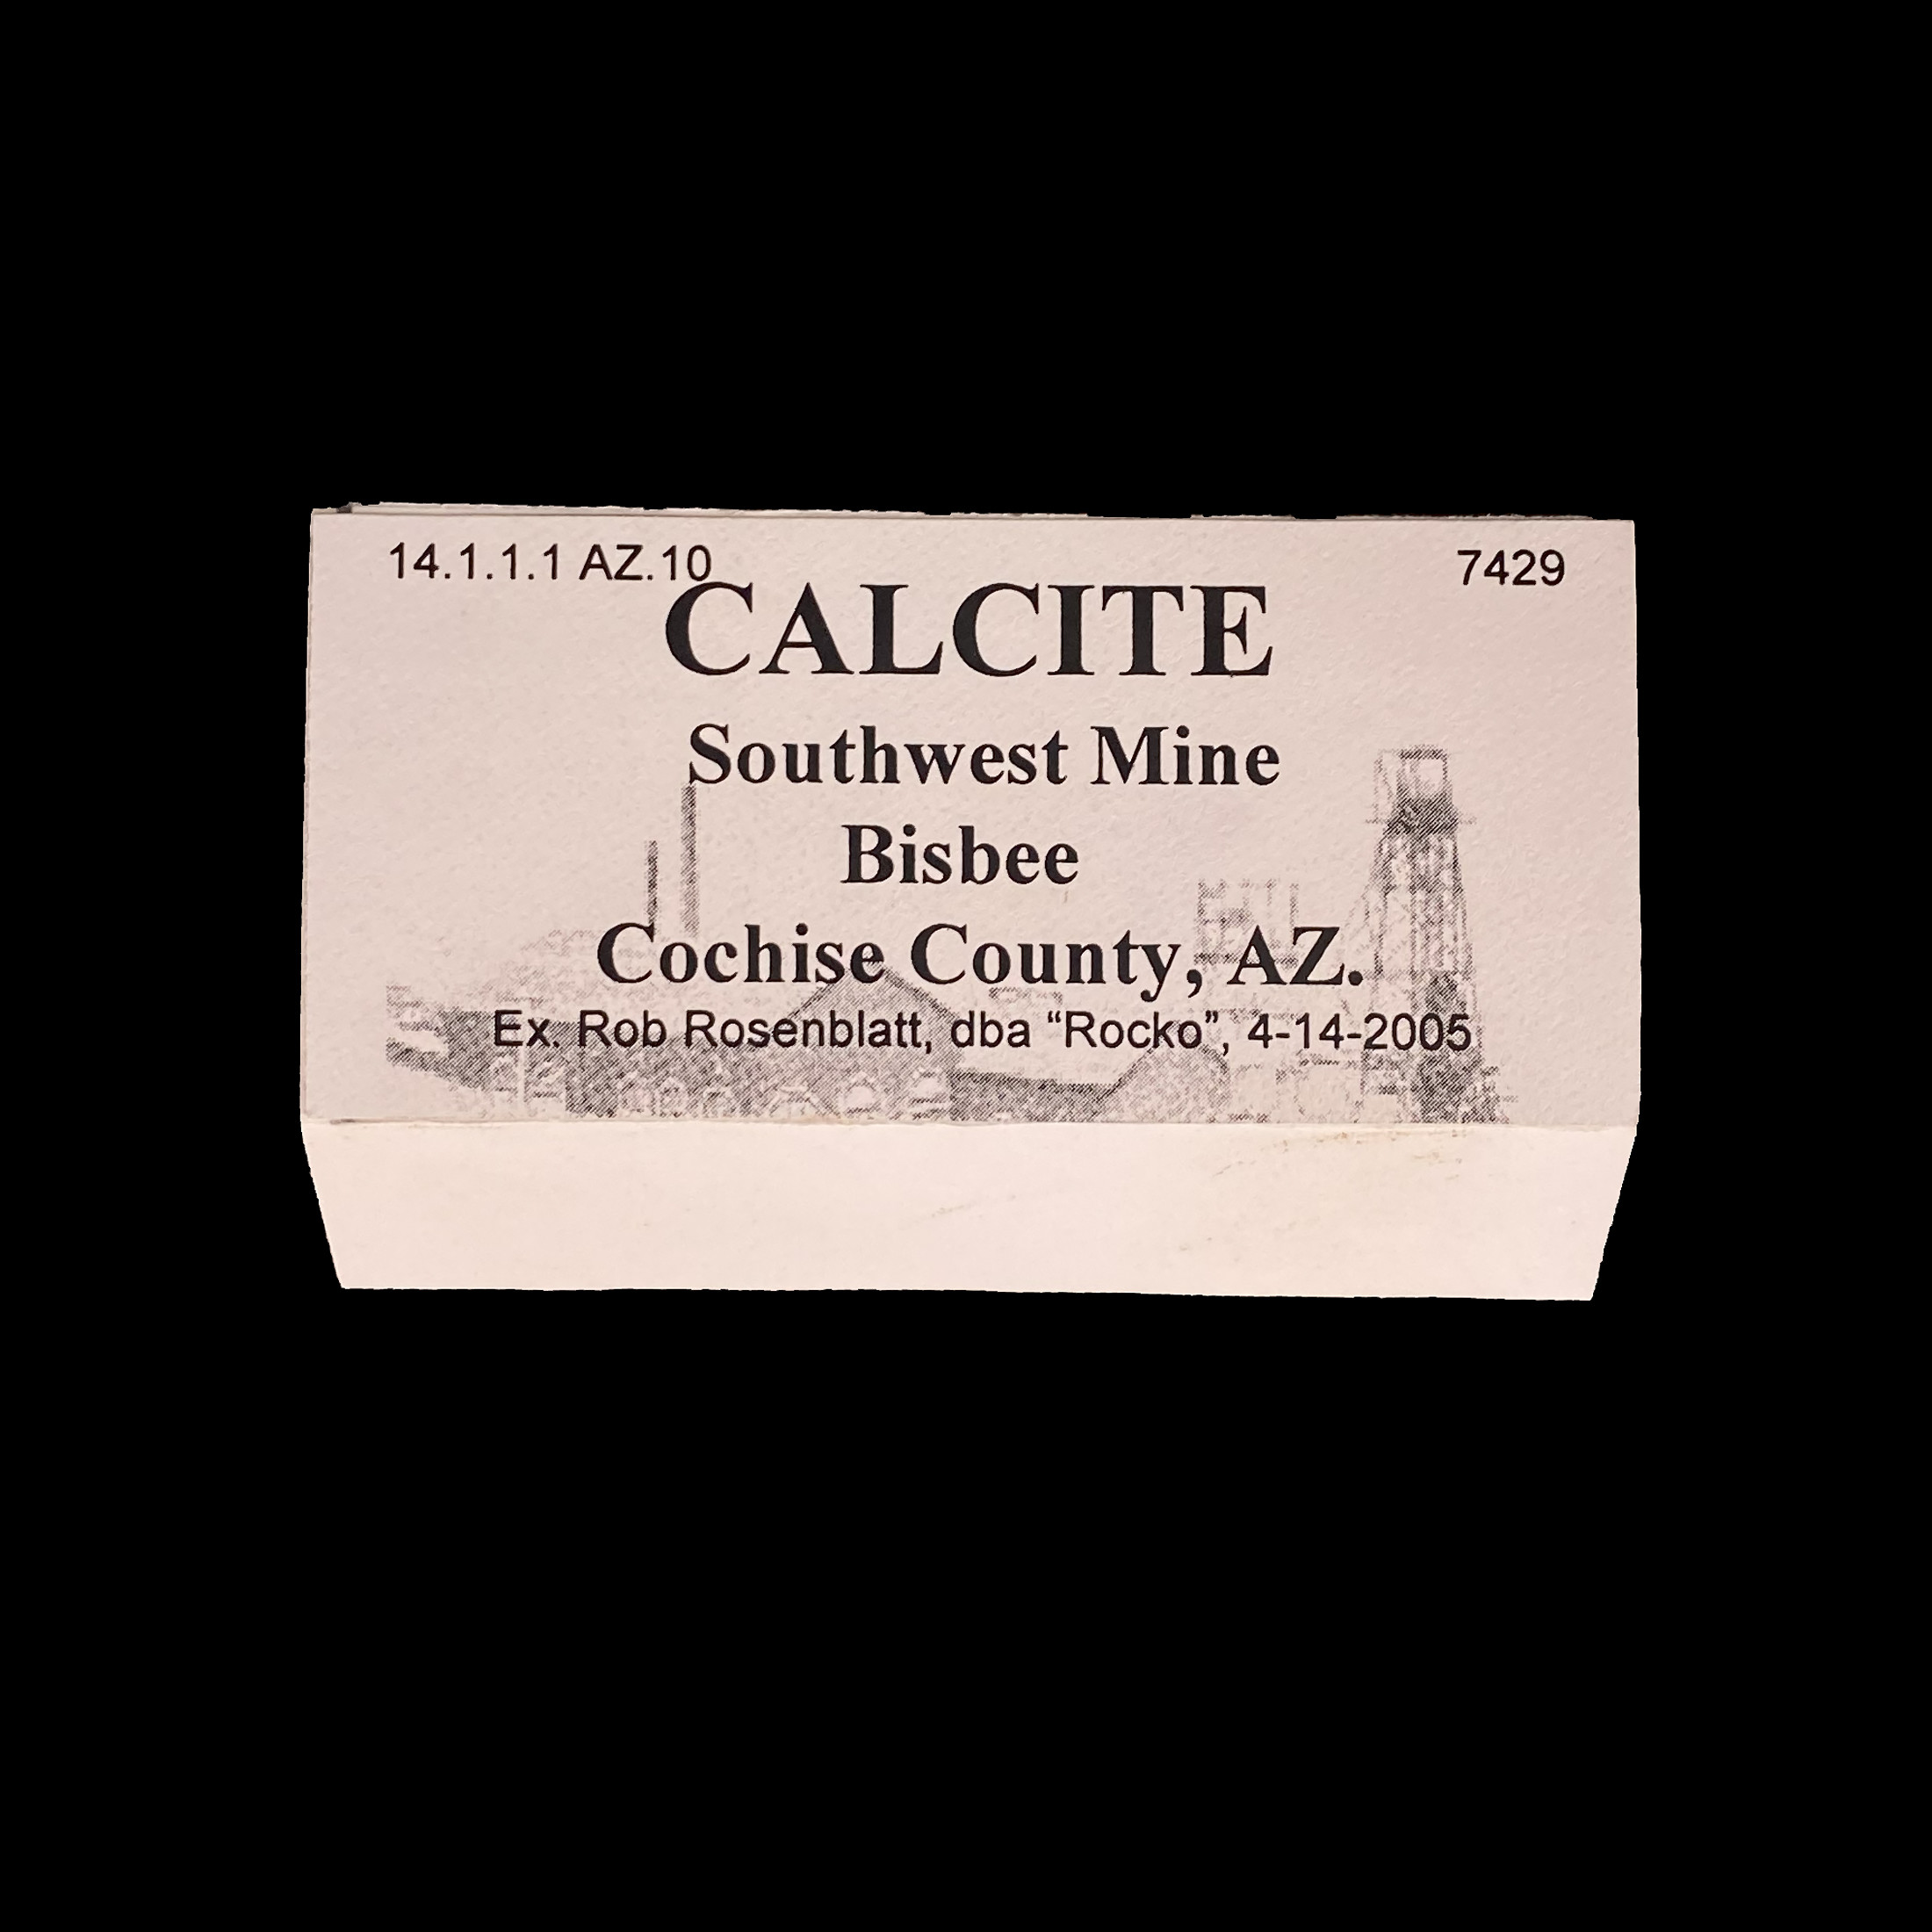 14.1.1.1 AZ.10 7429
CALCITE
Southwest Mine
Bisbee
Cochise County, AZ.
Ex. Rob Rosenblatt, dba “Rocko”, 4-14-2005